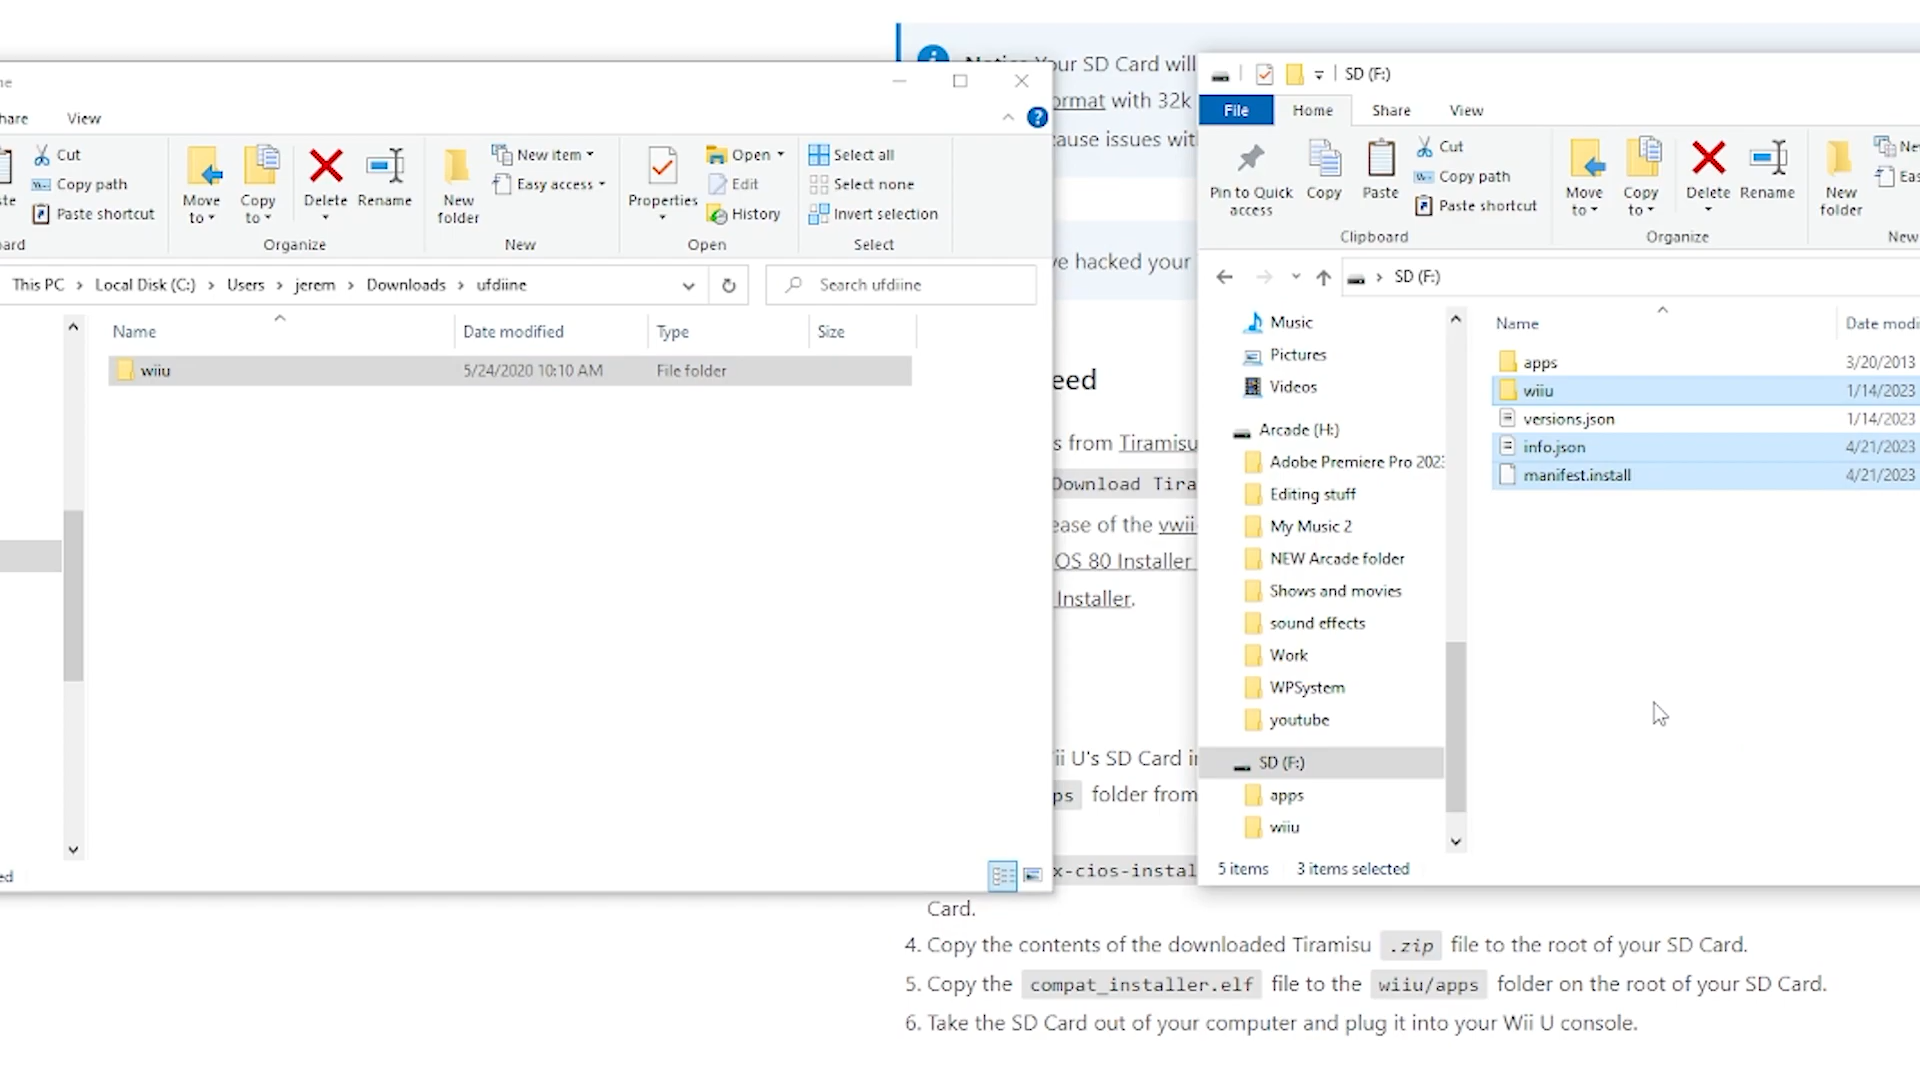 Your SD Card will
ormat with 32k
cause issues wit
ve hacked your
eed
s from Tiramisu
Download Tira
ease of the vwii-
OS 80 Installer
Installer.
ii U's SD Card i
ps folder from
x-cios-instal
Card.
4. Copy the contents of the downloaded Tiramisu .zip file to the root of your SD Card.
5. Copy the compat_installer.elf file to the wiiu/apps folder on the root of your SD Card.
6. Take the SD Card out of your computer and plug it into your Wii U console.
ne
hare View
Cut
Copy path
Paste shortcut
ste
oard
Move to
Copy to
Delete
Rename
Organize
New folder
New item
Easy access
New
Properties
Open
Edit
History
Open
Select all
Select none
Invert selection
Select
This PC > Local Disk (C:) > Users > jerem > Downloads > ufdiine
Search ufdiine
Name Date modified Type Size
wiiu 5/24/2020 10:10 AM File folder
ed
SD (F:)
File Home Share View
Pin to Quick access
Copy
Paste
Cut
Copy path
Paste shortcut
Clipboard
Move to
Copy to
Delete
Rename
Organize
New folder
Ne
Eas
New
> SD (F:)
Music
Pictures
Videos
Arcade (H:)
Adobe Premiere Pro 2023
Editing stuff
My Music 2
NEW Arcade folder
Shows and movies
sound effects
Work
WPSystem
youtube
SD (F:)
apps
wiiu
Name Date modi
apps 3/20/2013
wiiu 1/14/2023
versions.json 1/14/2023
info.json 4/21/2023
manifest.install 4/21/2023
5 items 3 items selected